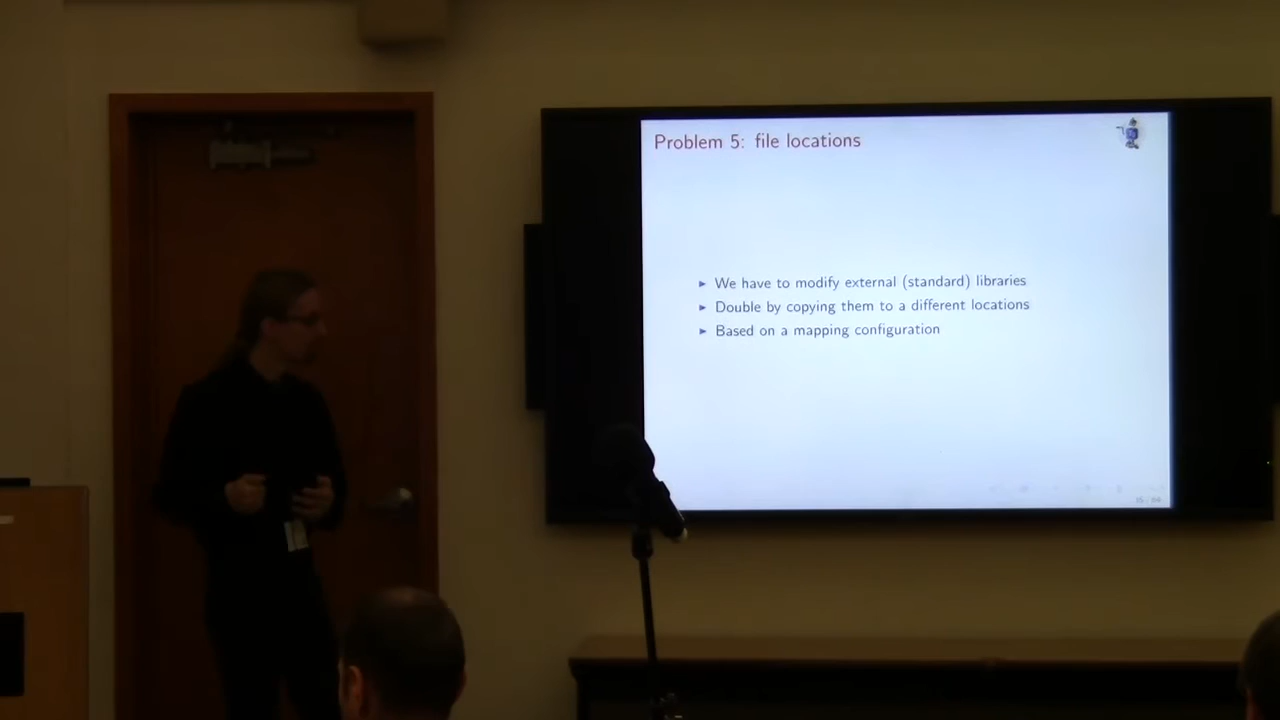 Problem 5: file locations
► We have to modify external (standard) libraries
► Double by copying them to a different locations
► Based on a mapping configuration